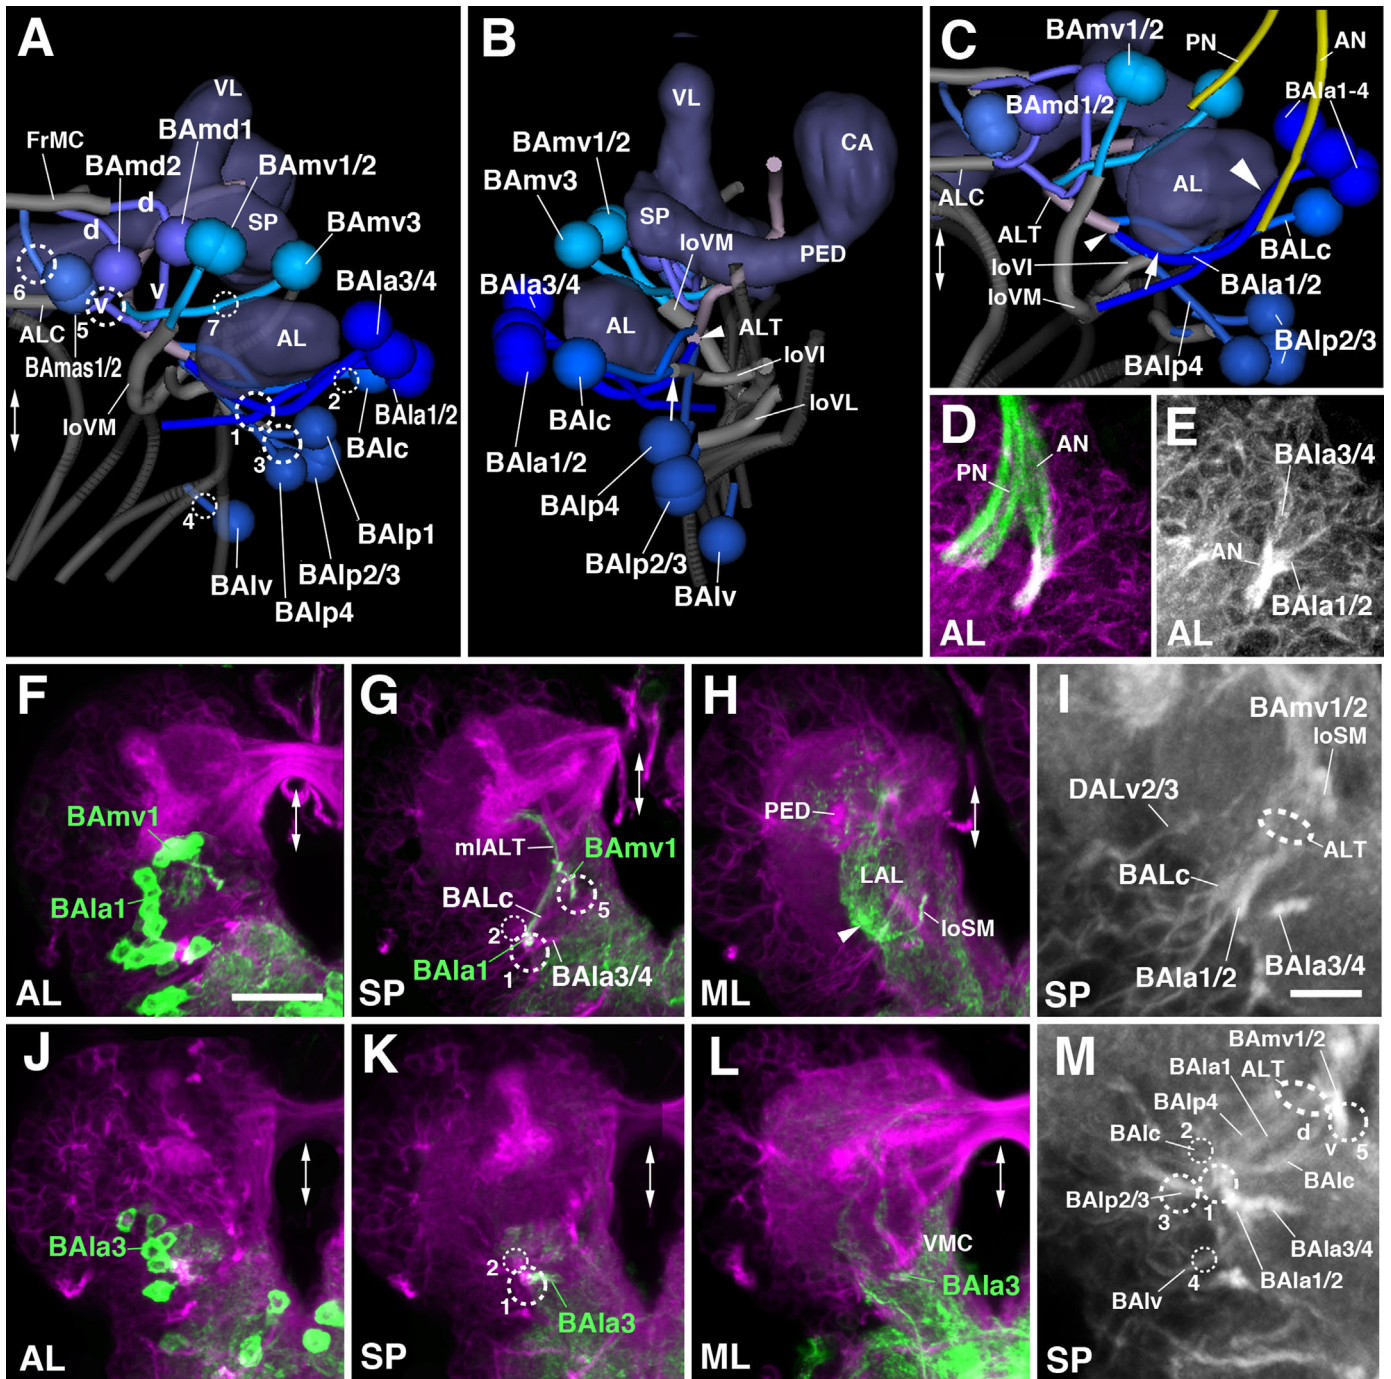 A
VL
FrMC
BAmd1
BAmd2
BAmv1/2
d
d
SP
BAmv3
BAla3/4
v
v
6
5
7
ALC
AL
BAmas1/2
2
BAla1/2
loVM
1
BAlc
3
BAlp1
4
BAlv
BAlp2/3
BAlp4
B
VL
CA
BAmv1/2
BAmv3
SP
loVM
PED
BAla3/4
AL
ALT
loVI
loVL
BAlc
BAla1/2
BAlp4
BAlp2/3
BAlv
C
BAmv1/2
PN
AN
BAla1-4
BAmd1/2
AL
ALC
ALT
BALc
loVI
BAla1/2
loVM
BAlp2/3
BAlp4
D
AN
PN
AL
E
BAla3/4
AN
BAla1/2
AL
F
BAmv1
BAla1
AL
G
mlALT
BAmv1
BALc
5
2
BAla1
1
BAla3/4
SP
H
PED
LAL
loSM
ML
I
BAmv1/2
loSM
DALv2/3
ALT
BALc
BAla3/4
BAla1/2
SP
J
BAla3
AL
K
2
1
BAla3
SP
L
VMC
BAla3
ML
M
BAmv1/2
BAla1
ALT
BAlp4
BAlc
2
d
v
5
BAlc
BAlp2/3
3
1
BAla3/4
BAla1/2
4
BAlv
SP